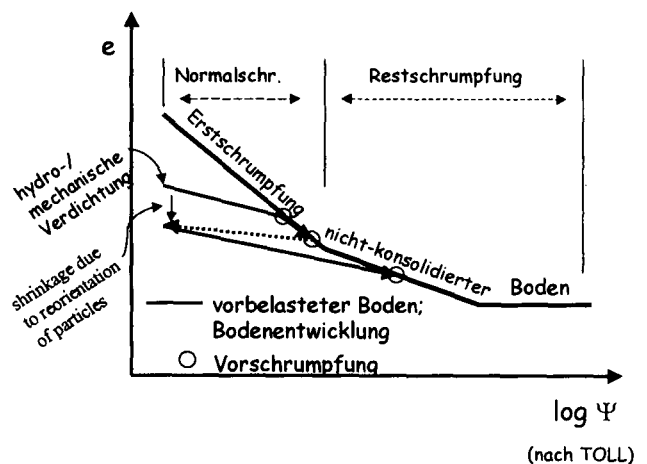 e
Normalschr.
Restschrumpfung
Erstschrumpfung
hydro-/
mechanische
Verdichtung
nicht-konsolidierter
Boden
shrinkage due
to reorientation
of particles
vorbelasteter Boden;
Bodenentwicklung
Vorschrumpfung
log Ψ
(nach TOLL)